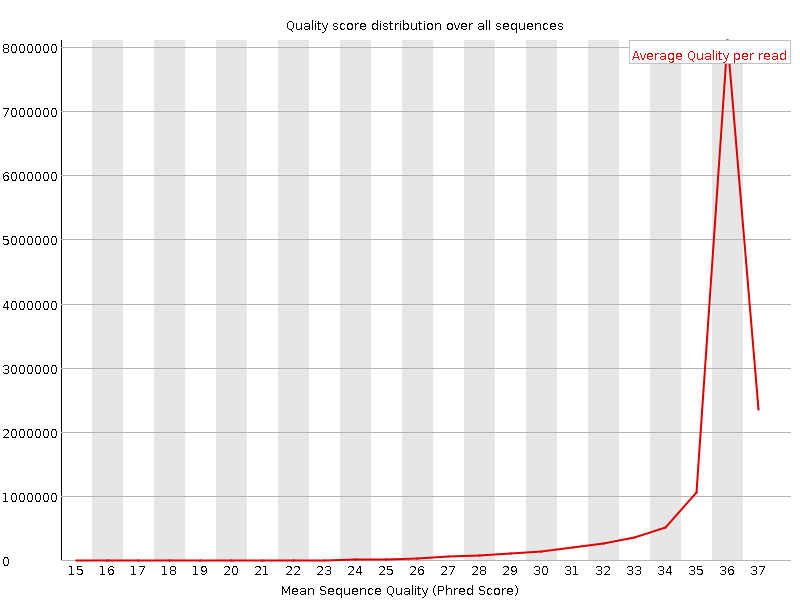 Quality score distribution over all sequences
Average Quality per read
8000000
7000000
6000000
5000000
4000000
3000000
2000000
1000000
0
15 16 17 18 19 20 21 22 23 24 25 26 27 28 29 30 31 32 33 34 35 36 37
Mean Sequence Quality (Phred Score)